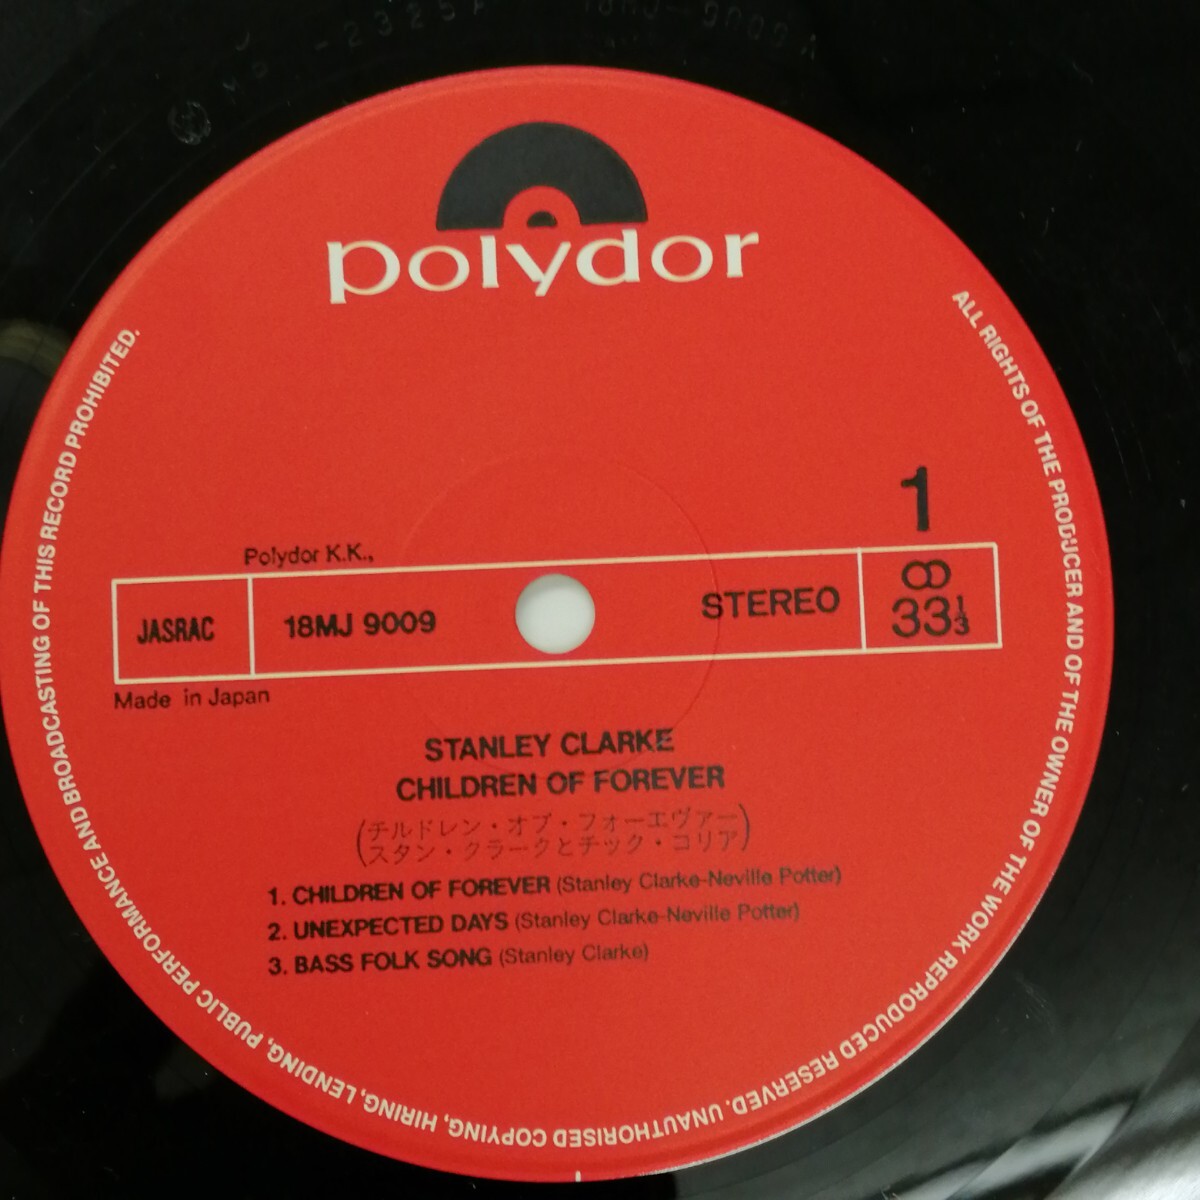 polydor
1
Polydor K.K.,
JASRAC
18MJ 9009
STEREO
33⅓
Made in Japan
STANLEY CLARKE
CHILDREN OF FOREVER
(チルドレン・オブ・フォーエヴァー
スタン・クラークとチック・コリア)
1. CHILDREN OF FOREVER (Stanley Clarke-Neville Potter)
2. UNEXPECTED DAYS (Stanley Clarke-Neville Potter)
3. BASS FOLK SONG (Stanley Clarke)
ALL RIGHTS OF THE PRODUCER AND OF THE OWNER OF THE WORK REPRODUCED RESERVED. UNAUTHORISED COPYING, HIRING, LENDING, PUBLIC PERFORMANCE AND BROADCASTING OF THIS RECORD PROHIBITED.